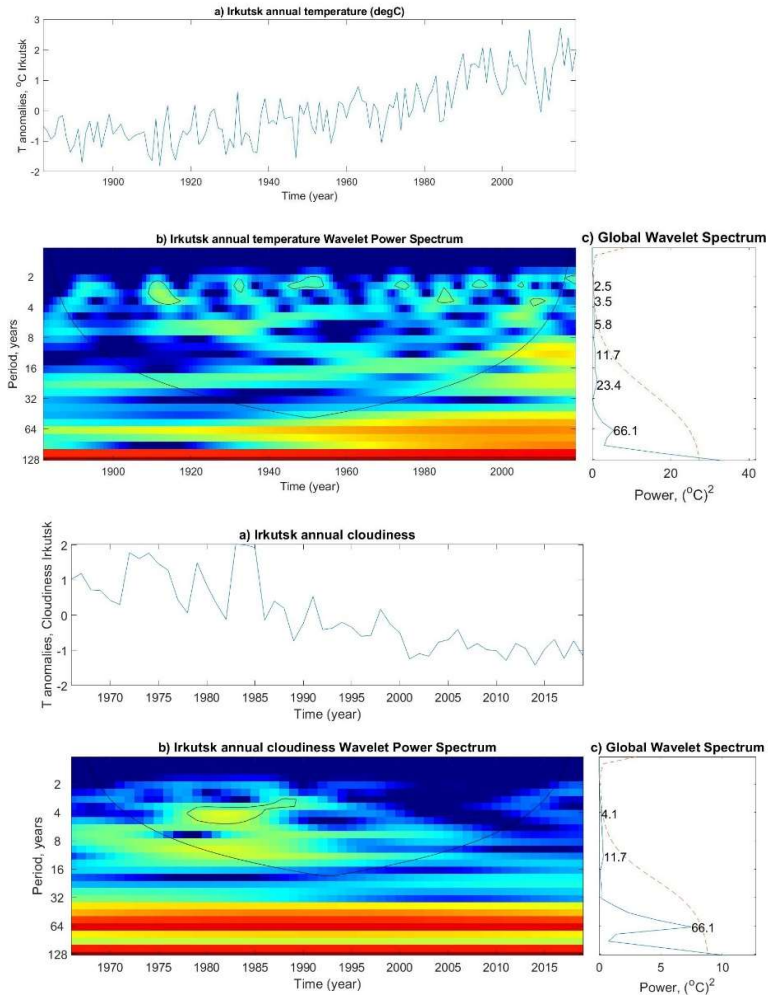 a) Irkutsk annual temperature (degC)
T anomalies, °C Irkutsk
3
2
1
0
-1
-2
1900 1920 1940 1960 1980 2000
Time (year)
b) Irkutsk annual temperature Wavelet Power Spectrum
Period, years
2
4
8
16
32
64
128
1900 1920 1940 1960 1980 2000
Time (year)
c) Global Wavelet Spectrum
2.5
3.5
5.8
11.7
23.4
66.1
0 20 40
Power, (°C)²
a) Irkutsk annual cloudiness
T anomalies, Cloudiness Irkutsk
2
1
0
-1
-2
1970 1975 1980 1985 1990 1995 2000 2005 2010 2015
Time (year)
b) Irkutsk annual cloudiness Wavelet Power Spectrum
Period, years
2
4
8
16
32
64
128
1970 1975 1980 1985 1990 1995 2000 2005 2010 2015
Time (year)
c) Global Wavelet Spectrum
4.1
11.7
66.1
0 5 10
Power, (°C)²